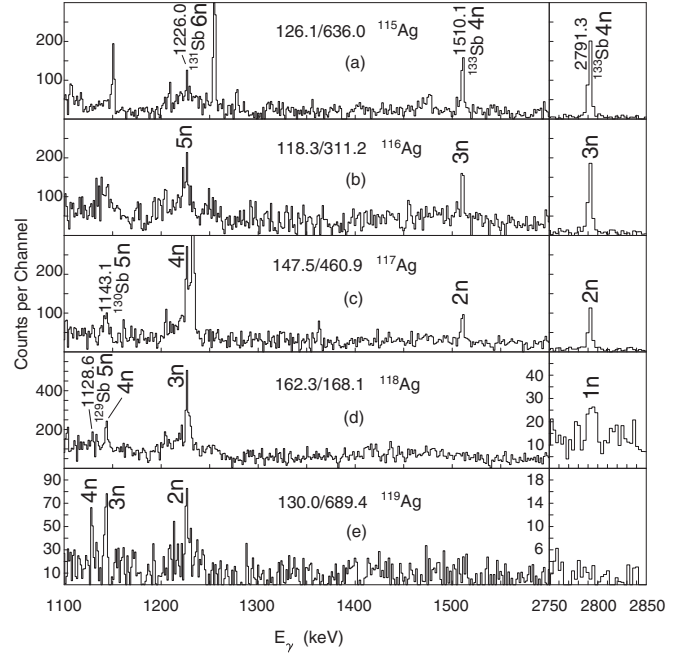 Counts per Channel
300
200
100
1226.0
¹³¹Sb 6n
126.1/636.0 ¹¹⁵Ag
(a)
1510.1
¹³³Sb 4n
2791.3
¹³³Sb 4n
200
100
5n
118.3/311.2 ¹¹⁶Ag
(b)
3n
3n
200
100
1143.1
¹³⁰Sb 5n
4n
147.5/460.9 ¹¹⁷Ag
(c)
2n
2n
400
200
1128.6
¹²⁹Sb 5n
4n
3n
162.3/168.1 ¹¹⁸Ag
(d)
1n
40
30
20
10
90
70
50
30
10
4n
3n
2n
130.0/689.4 ¹¹⁹Ag
(e)
18
14
10
6
1100 1200 1300 1400 1500 2750 2800 2850
Eγ (keV)